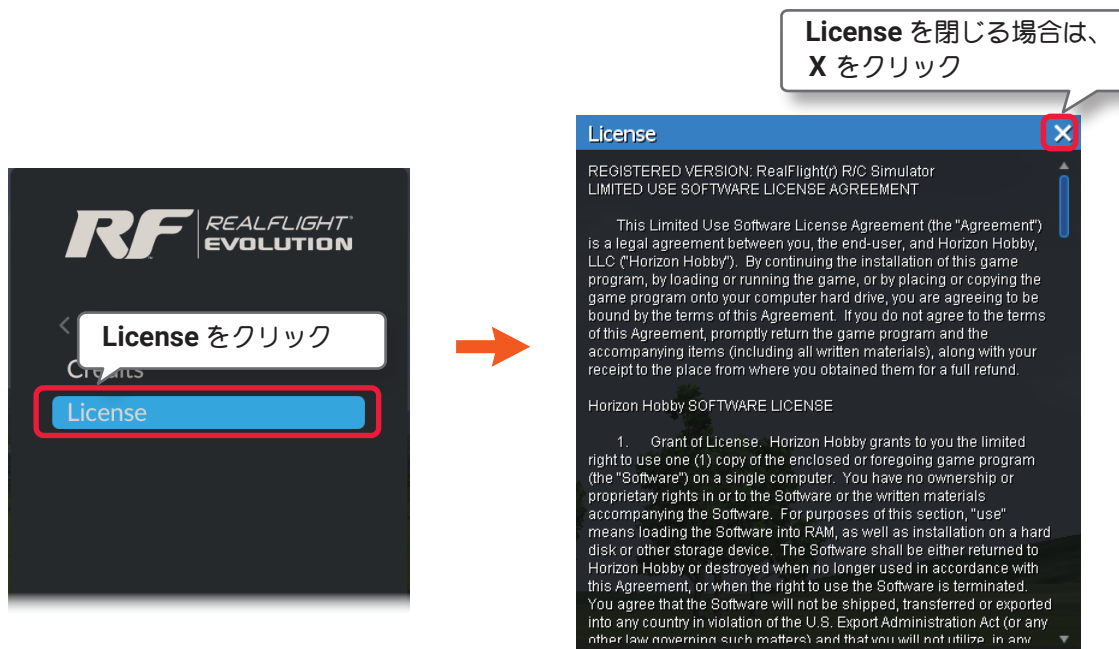 License を閉じる場合は、
X をクリック
RF REALFLIGHT
EVOLUTION
<
License をクリック
Credits
License
License
REGISTERED VERSION: RealFlight(r) R/C Simulator
LIMITED USE SOFTWARE LICENSE AGREEMENT
This Limited Use Software License Agreement (the "Agreement")
is a legal agreement between you, the end-user, and Horizon Hobby,
LLC ("Horizon Hobby").  By continuing the installation of this game
program, by loading or running the game, or by placing or copying the
game program onto your computer hard drive, you are agreeing to be
bound by the terms of this Agreement.  If you do not agree to the terms
of this Agreement, promptly return the game program and the
accompanying items (including all written materials), along with your
receipt to the place from where you obtained them for a full refund.
Horizon Hobby SOFTWARE LICENSE
1.    Grant of License.  Horizon Hobby grants to you the limited
right to use one (1) copy of the enclosed or foregoing game program
(the "Software") on a single computer.  You have no ownership or
proprietary rights in or to the Software or the written materials
accompanying the Software.  For purposes of this section, "use"
means loading the Software into RAM, as well as installation on a hard
disk or other storage device.  The Software shall be either returned to
Horizon Hobby or destroyed when no longer used in accordance with
this Agreement, or when the right to use the Software is terminated.
You agree that the Software will not be shipped, transferred or exported
into any country in violation of the U.S. Export Administration Act (or any
other law governing such matters) and that you will not utilize, in any